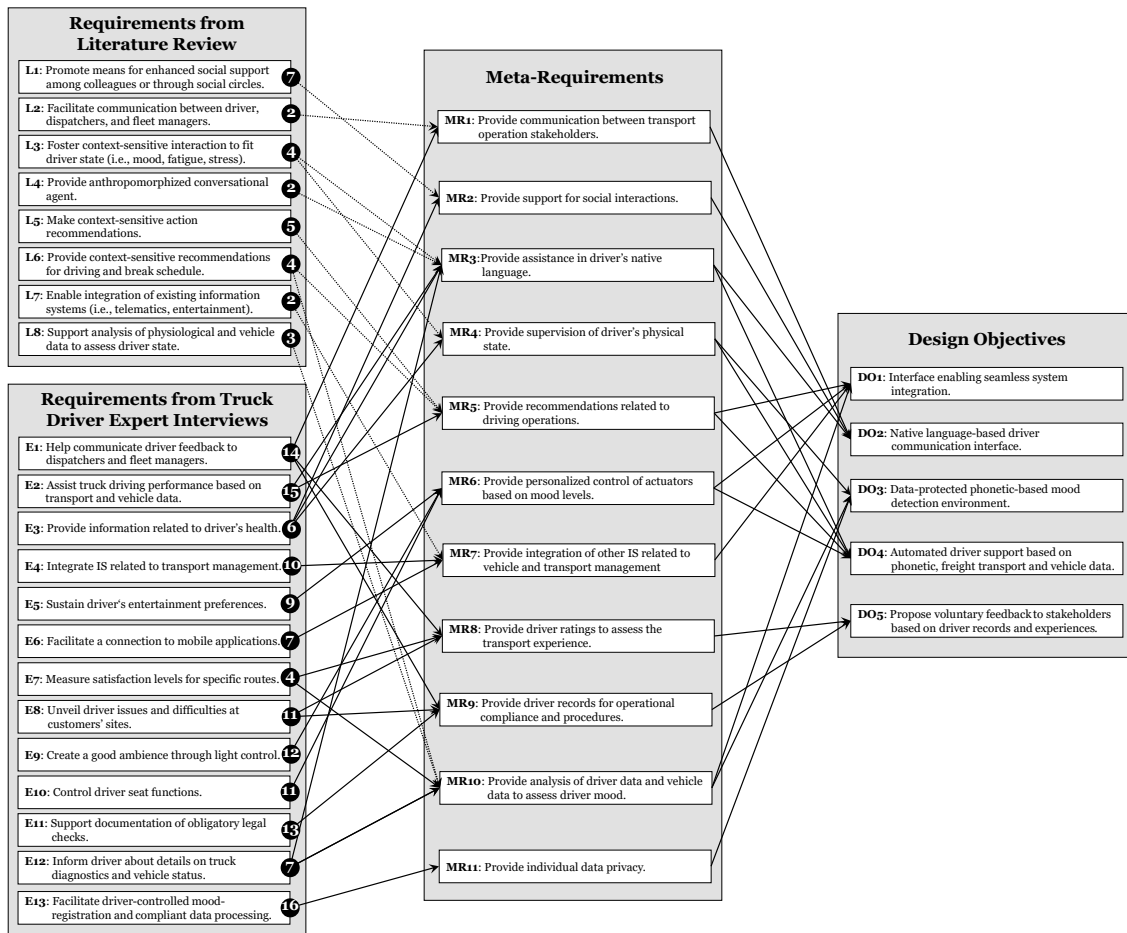 Requirements from
Literature Review
L1: Promote means for enhanced social support
among colleagues or through social circles.
7
L2: Facilitate communication between driver,
dispatchers, and fleet managers.
2
L3: Foster context-sensitive interaction to fit
driver state (i.e., mood, fatigue, stress).
4
L4: Provide anthropomorphized conversational
agent.
2
L5: Make context-sensitive action
recommendations.
5
L6: Provide context-sensitive recommendations
for driving and break schedule.
4
L7: Enable integration of existing information
systems (i.e., telematics, entertainment).
2
L8: Support analysis of physiological and vehicle
data to assess driver state.
3
Requirements from Truck
Driver Expert Interviews
E1: Help communicate driver feedback to
dispatchers and fleet managers.
14
E2: Assist truck driving performance based on
transport and vehicle data.
15
E3: Provide information related to driver's health.
6
E4: Integrate IS related to transport management.
10
E5: Sustain driver's entertainment preferences.
9
E6: Facilitate a connection to mobile applications.
7
E7: Measure satisfaction levels for specific routes.
4
E8: Unveil driver issues and difficulties at
customers' sites.
11
E9: Create a good ambience through light control.
12
E10: Control driver seat functions.
11
E11: Support documentation of obligatory legal
checks.
13
E12: Inform driver about details on truck
diagnostics and vehicle status.
7
E13: Facilitate driver-controlled mood-
registration and compliant data processing.
16
Meta-Requirements
MR1: Provide communication between transport
operation stakeholders.
MR2: Provide support for social interactions.
MR3:Provide assistance in driver's native
language.
MR4: Provide supervision of driver's physical
state.
MR5: Provide recommendations related to
driving operations.
MR6: Provide personalized control of actuators
based on mood levels.
MR7: Provide integration of other IS related to
vehicle and transport management
MR8: Provide driver ratings to assess the
transport experience.
MR9: Provide driver records for operational
compliance and procedures.
MR10: Provide analysis of driver data and vehicle
data to assess driver mood.
MR11: Provide individual data privacy.
Design Objectives
DO1: Interface enabling seamless system
integration.
DO2: Native language-based driver
communication interface.
DO3: Data-protected phonetic-based mood
detection environment.
DO4: Automated driver support based on
phonetic, freight transport and vehicle data.
DO5: Propose voluntary feedback to stakeholders
based on driver records and experiences.